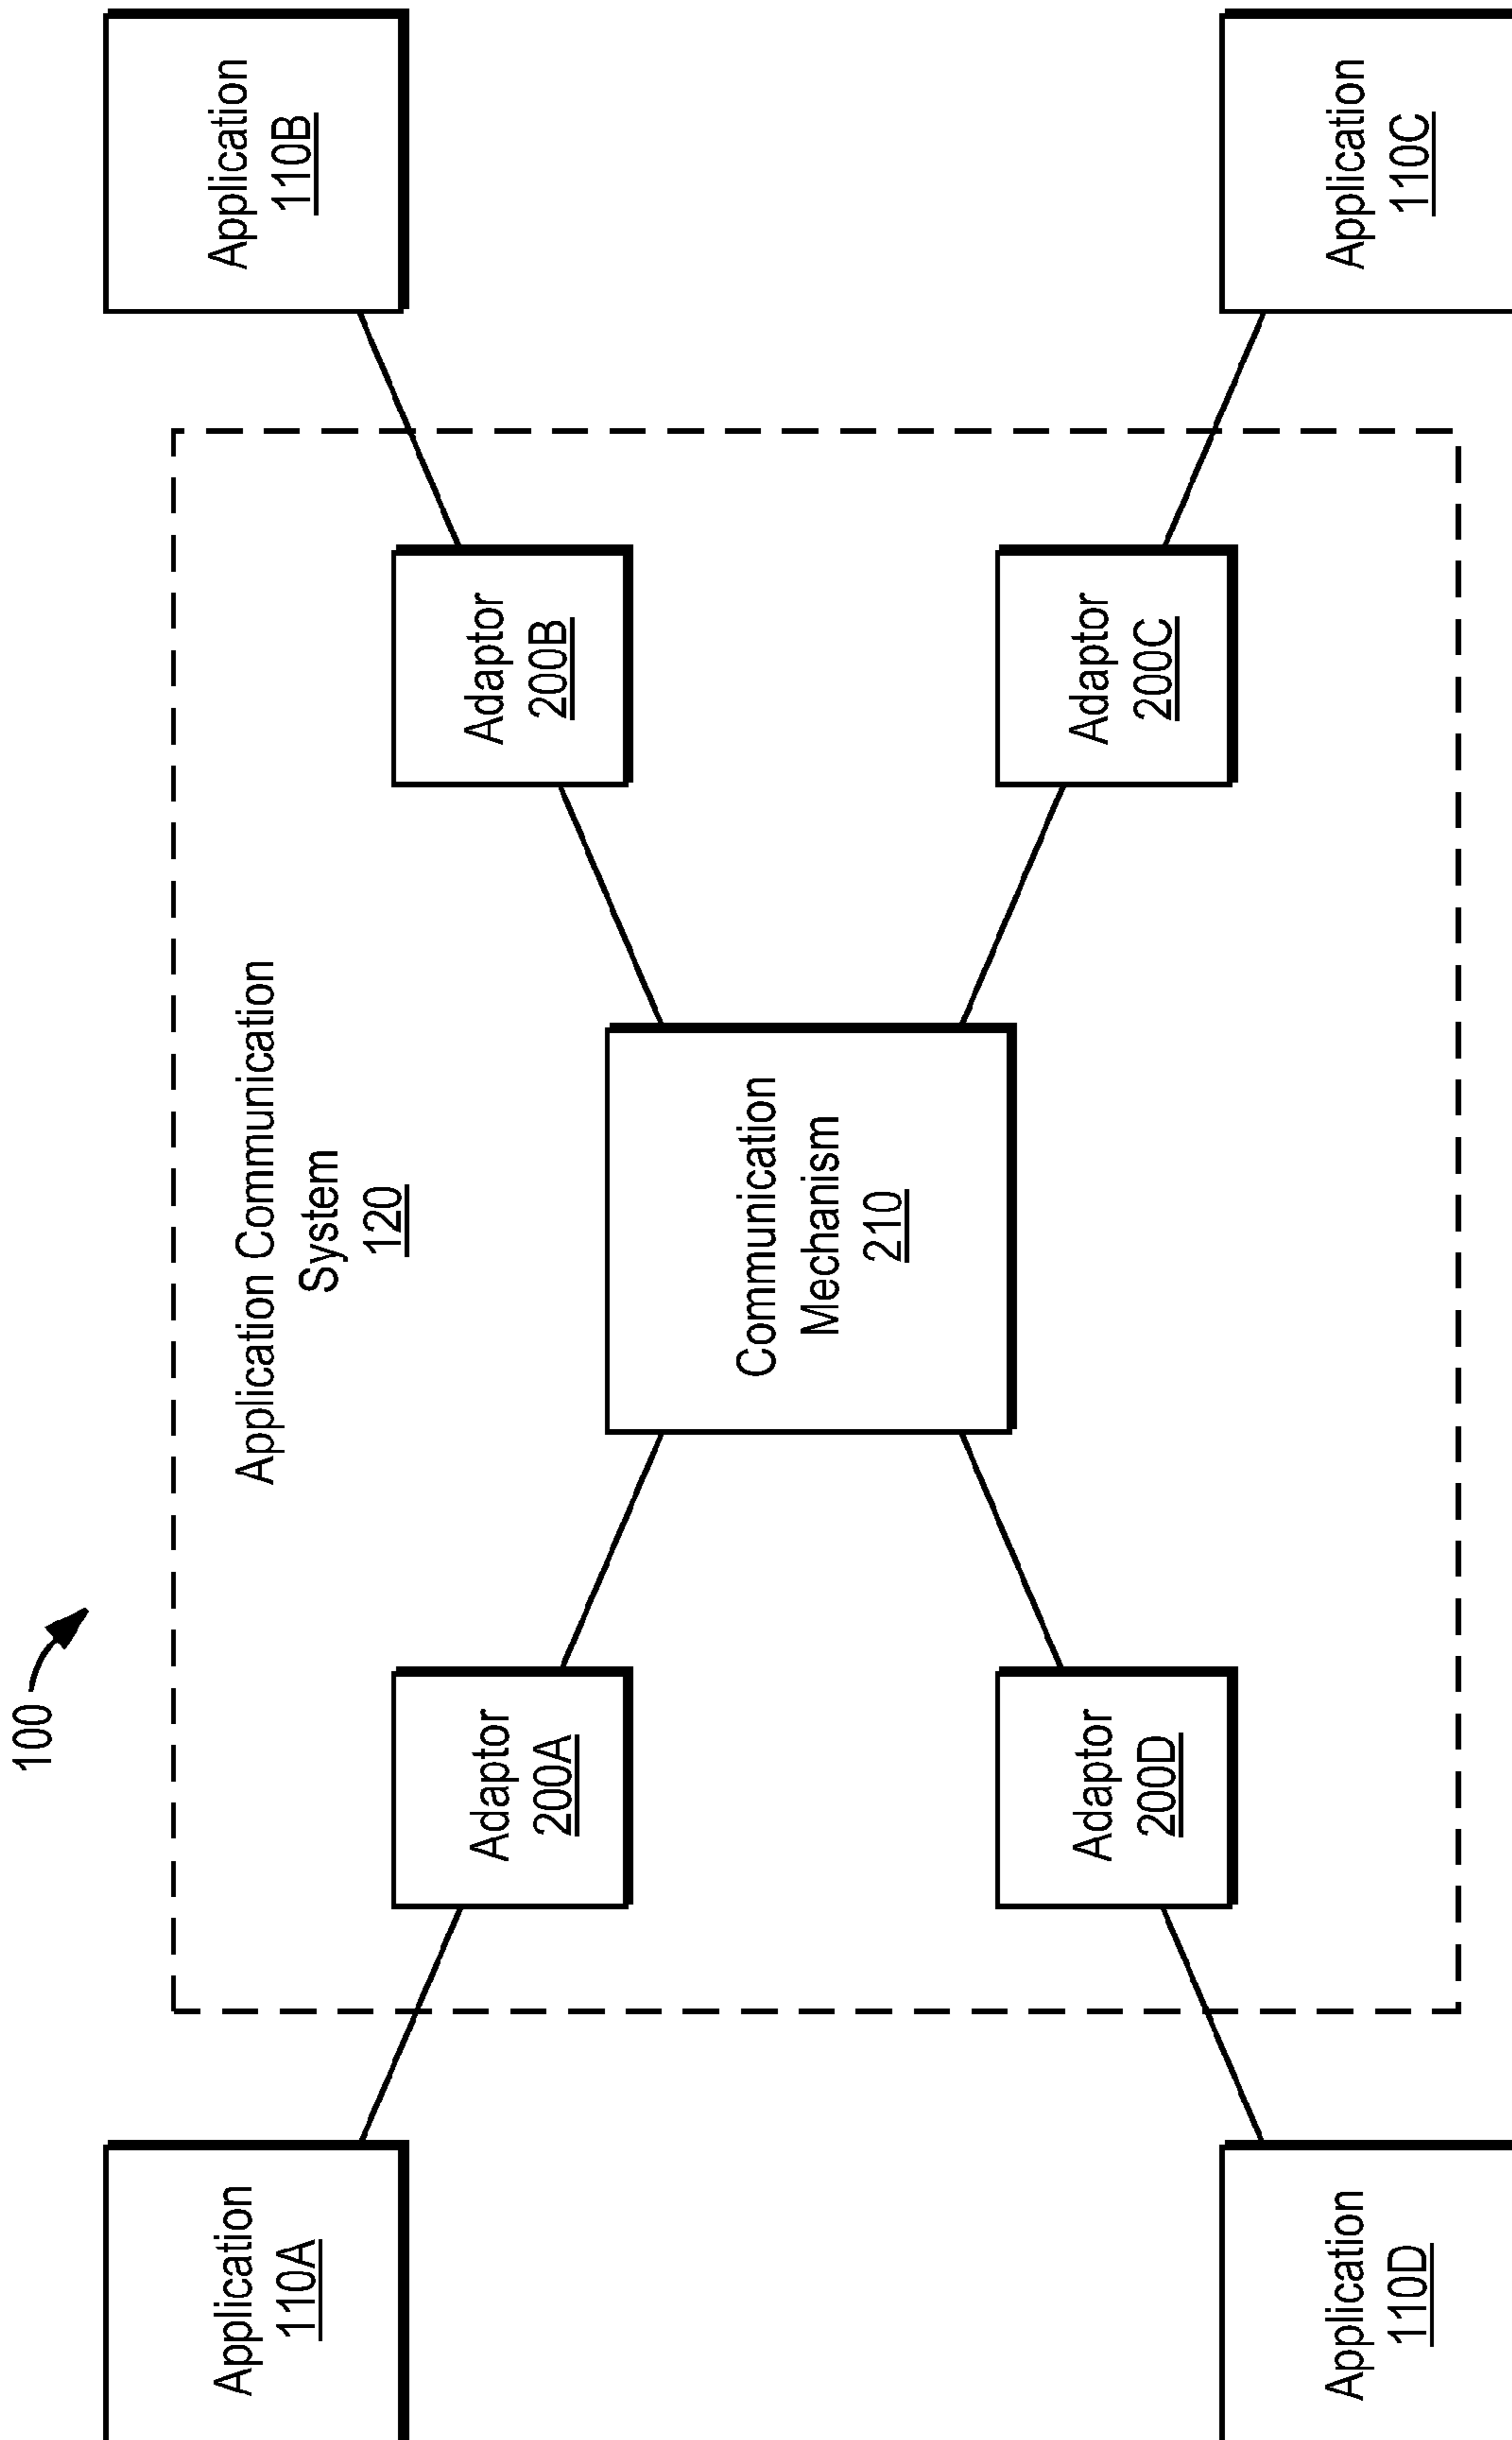 100
Application
110A
Application
110B
Application Communication
System
120
Adaptor
200A
Adaptor
200B
Communication
Mechanism
210
Adaptor
200D
Adaptor
200C
Application
110D
Application
110C